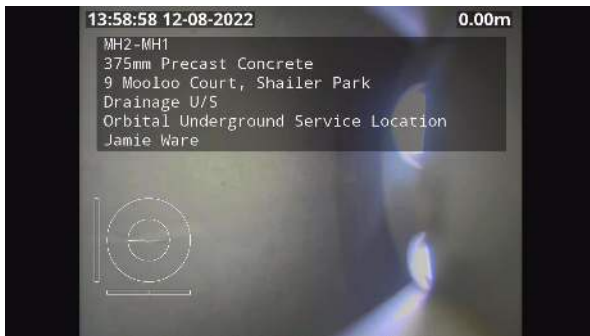 13:58:58 12-08-2022 0.00m
MH2-MH1
375mm Precast Concrete
9 Mooloo Court, Shailer Park
Drainage U/S
Orbital Underground Service Location
Jamie Ware